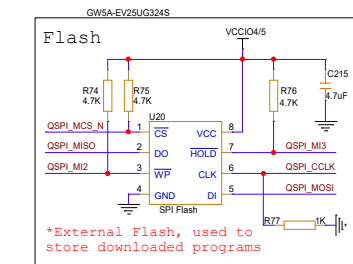 GW5A-EV25UG324S
Flash
VCCIO4/5
R74
4.7K
R75
4.7K
R76
4.7K
C215
4.7uF
U20
QSPI_MCS_N
1
CS
VCC
8
QSPI_MISO
2
DO
HOLD
7
QSPI_MI3
QSPI_MI2
3
WP
CLK
6
QSPI_CCLK
4
GND
DI
5
QSPI_MOSI
SPI Flash
R77
1K
*External Flash, used to
store downloaded programs